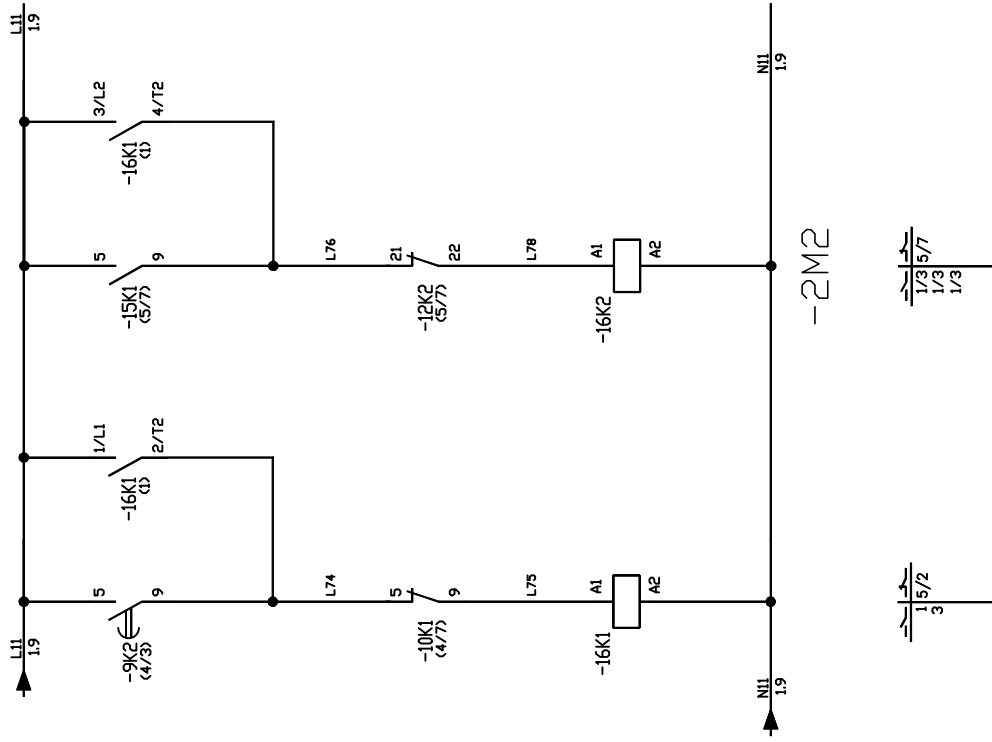 L11
1.9
L11
1.9
5
1/L1
5
3/L2
-9K2
(4/3)
-16K1
(1)
-15K1
(5/7)
-16K1
(1)
9
2/T2
9
4/T2
L74
L76
5
21
-10K1
(4/7)
-12K2
(5/7)
9
22
L75
L78
A1
A1
-16K1
-16K2
A2
A2
N11
1.9
N11
1.9
-2M2
1 5/2
3
1/3 5/7
1/3
1/3